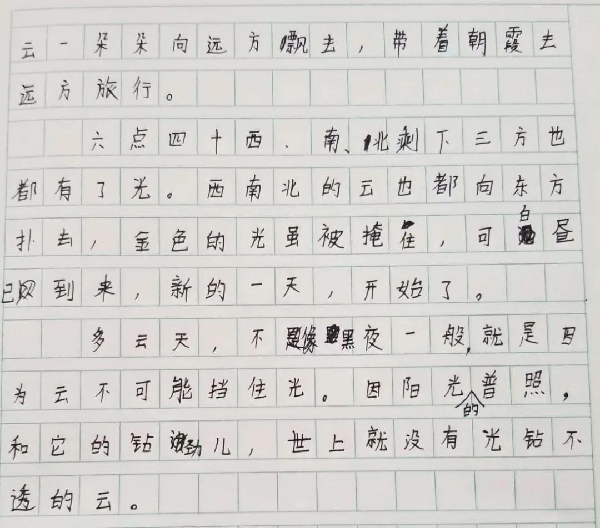 云一朵朵向远方飘去，带着朝霞去
远方旅行。
六点四十西、南、北剩下三方也
都有了光。西南北的云也都向东方
扑去，金色的光虽被掩住，可白昼
已到来，新的一天，开始了。
多云天，不像黑夜一般，就是因
为云不可能挡住光。因阳光的普照，
和它的钻劲儿，世上就没有光钻不
透的云。